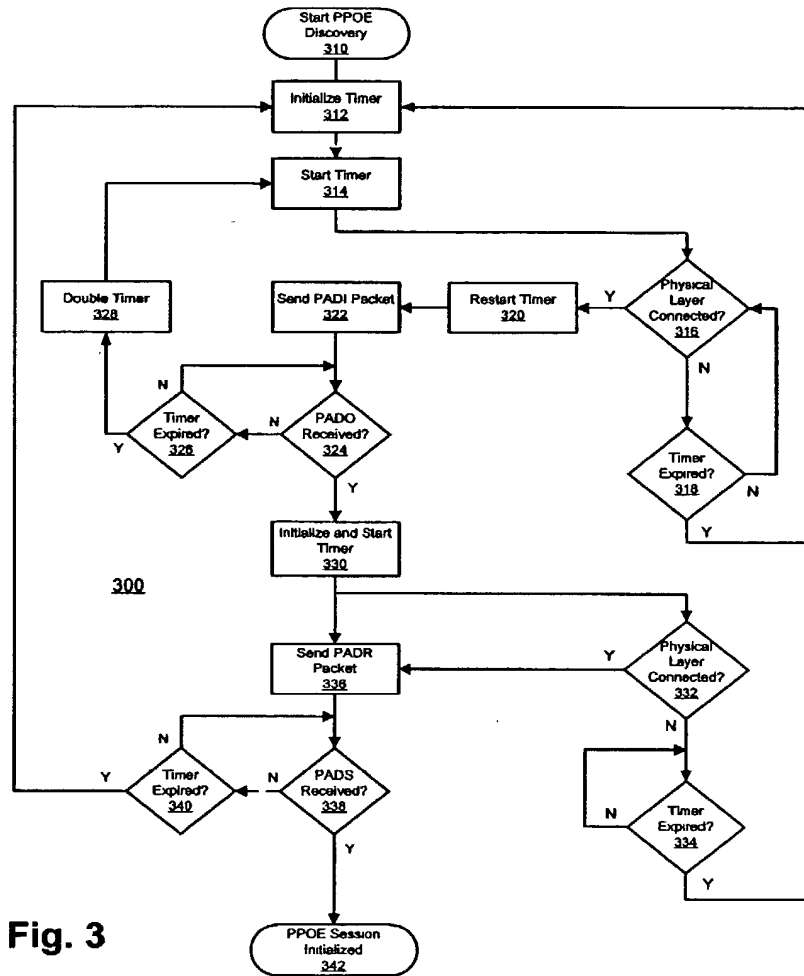 Start PPOE
Discovery
310
Initialize Timer
312
Start Timer
314
Double Timer
328
Send PADI Packet
322
Restart Timer
320
Y
Physical
Layer
Connected?
316
N
N
Timer
Expired?
326
Y
N
PADO
Received?
324
Y
Timer
Expired?
318
N
Y
Initialize and Start
Timer
330
300
Send PADR
Packet
336
Y
Physical
Layer
Connected?
332
N
N
Y
Timer
Expired?
340
N
PADS
Received?
338
Y
N
Timer
Expired?
334
Y
Fig. 3
PPOE Session
Initialized
342